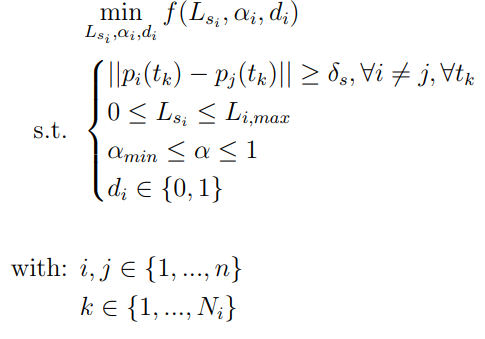 min f(L_{s_i}, α_i, d_i)
L_{s_i},α_i,d_i
||p_i(t_k) − p_j(t_k)|| ≥ δ_s, ∀i ≠ j, ∀t_k
0 ≤ L_{s_i} ≤ L_{i,max}
s.t.
α_{min} ≤ α ≤ 1
d_i ∈ {0, 1}
with: i, j ∈ {1, ..., n}
k ∈ {1, ..., N_i}